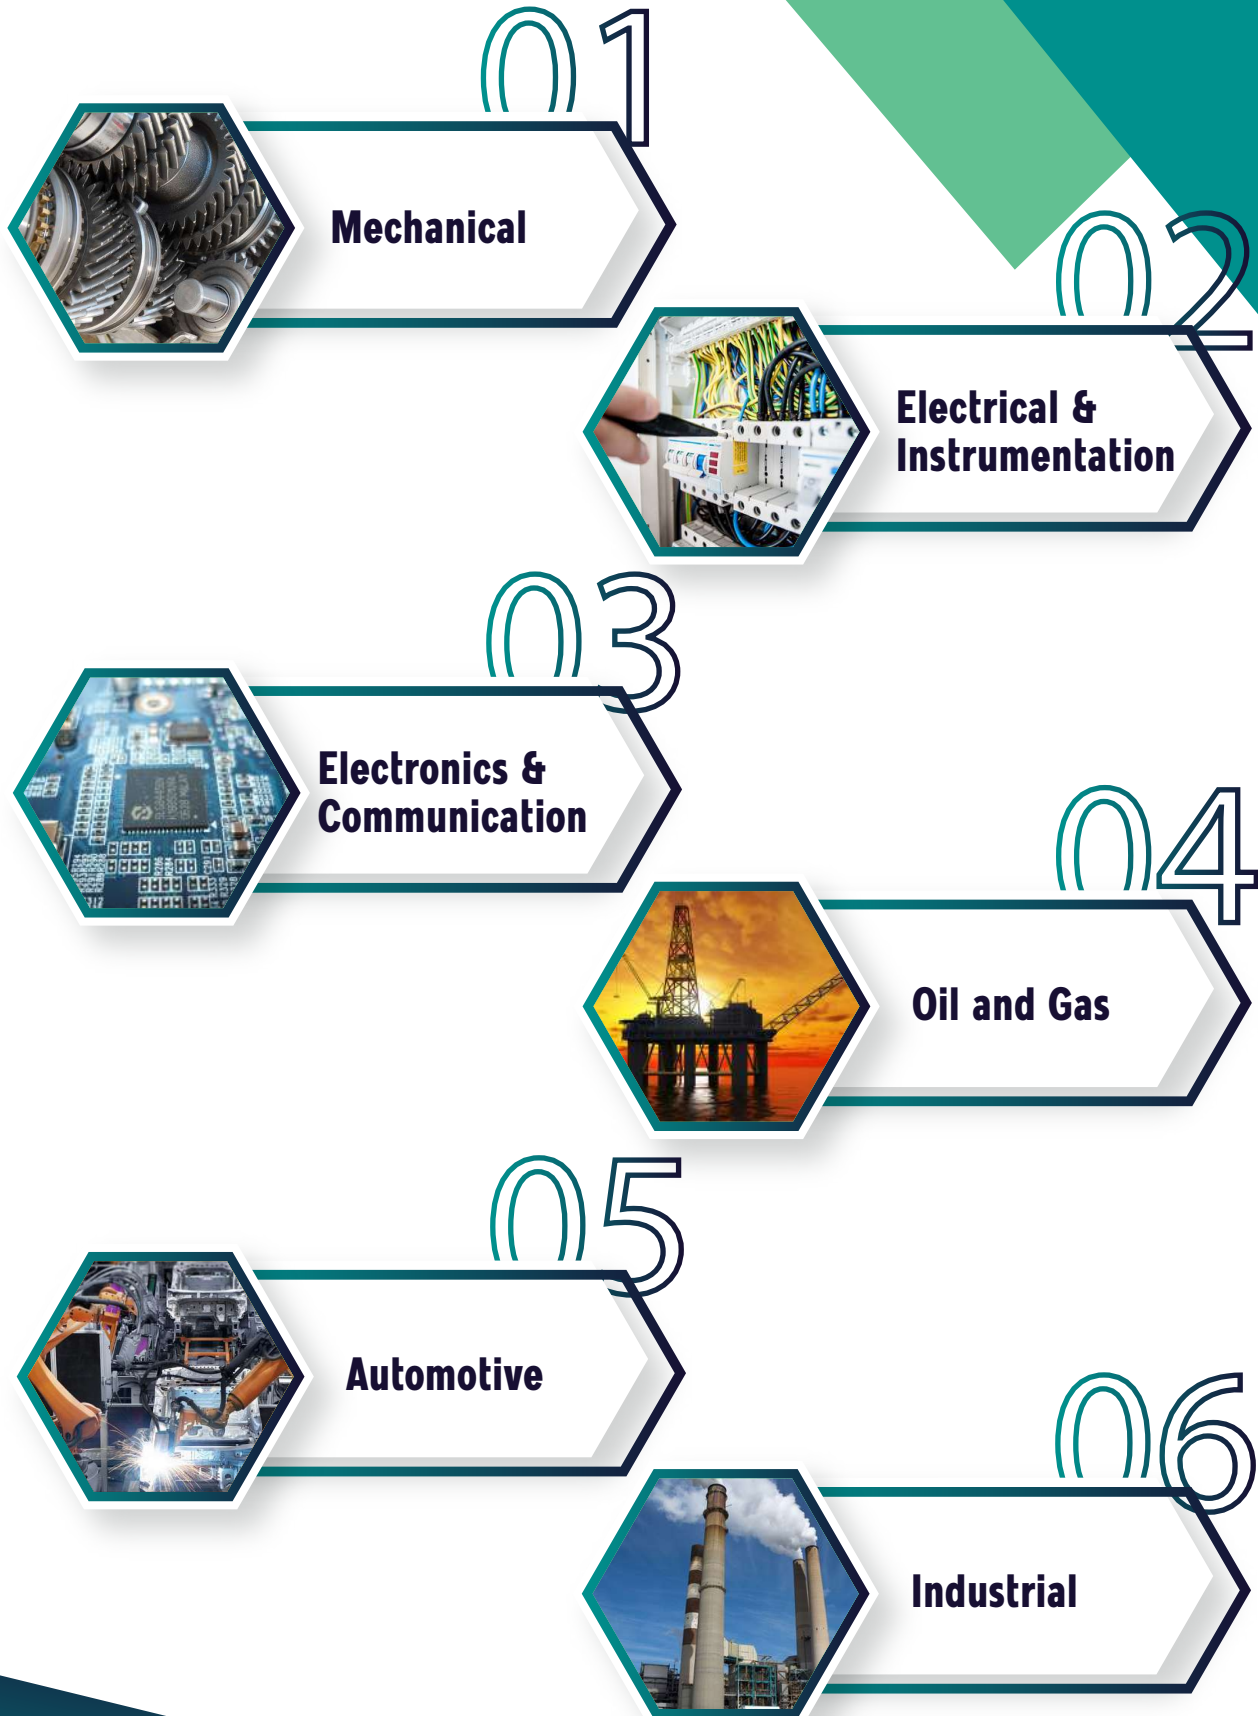 01
Mechanical
02
Electrical &
Instrumentation
03
Electronics &
Communication
04
Oil and Gas
05
Automotive
06
Industrial